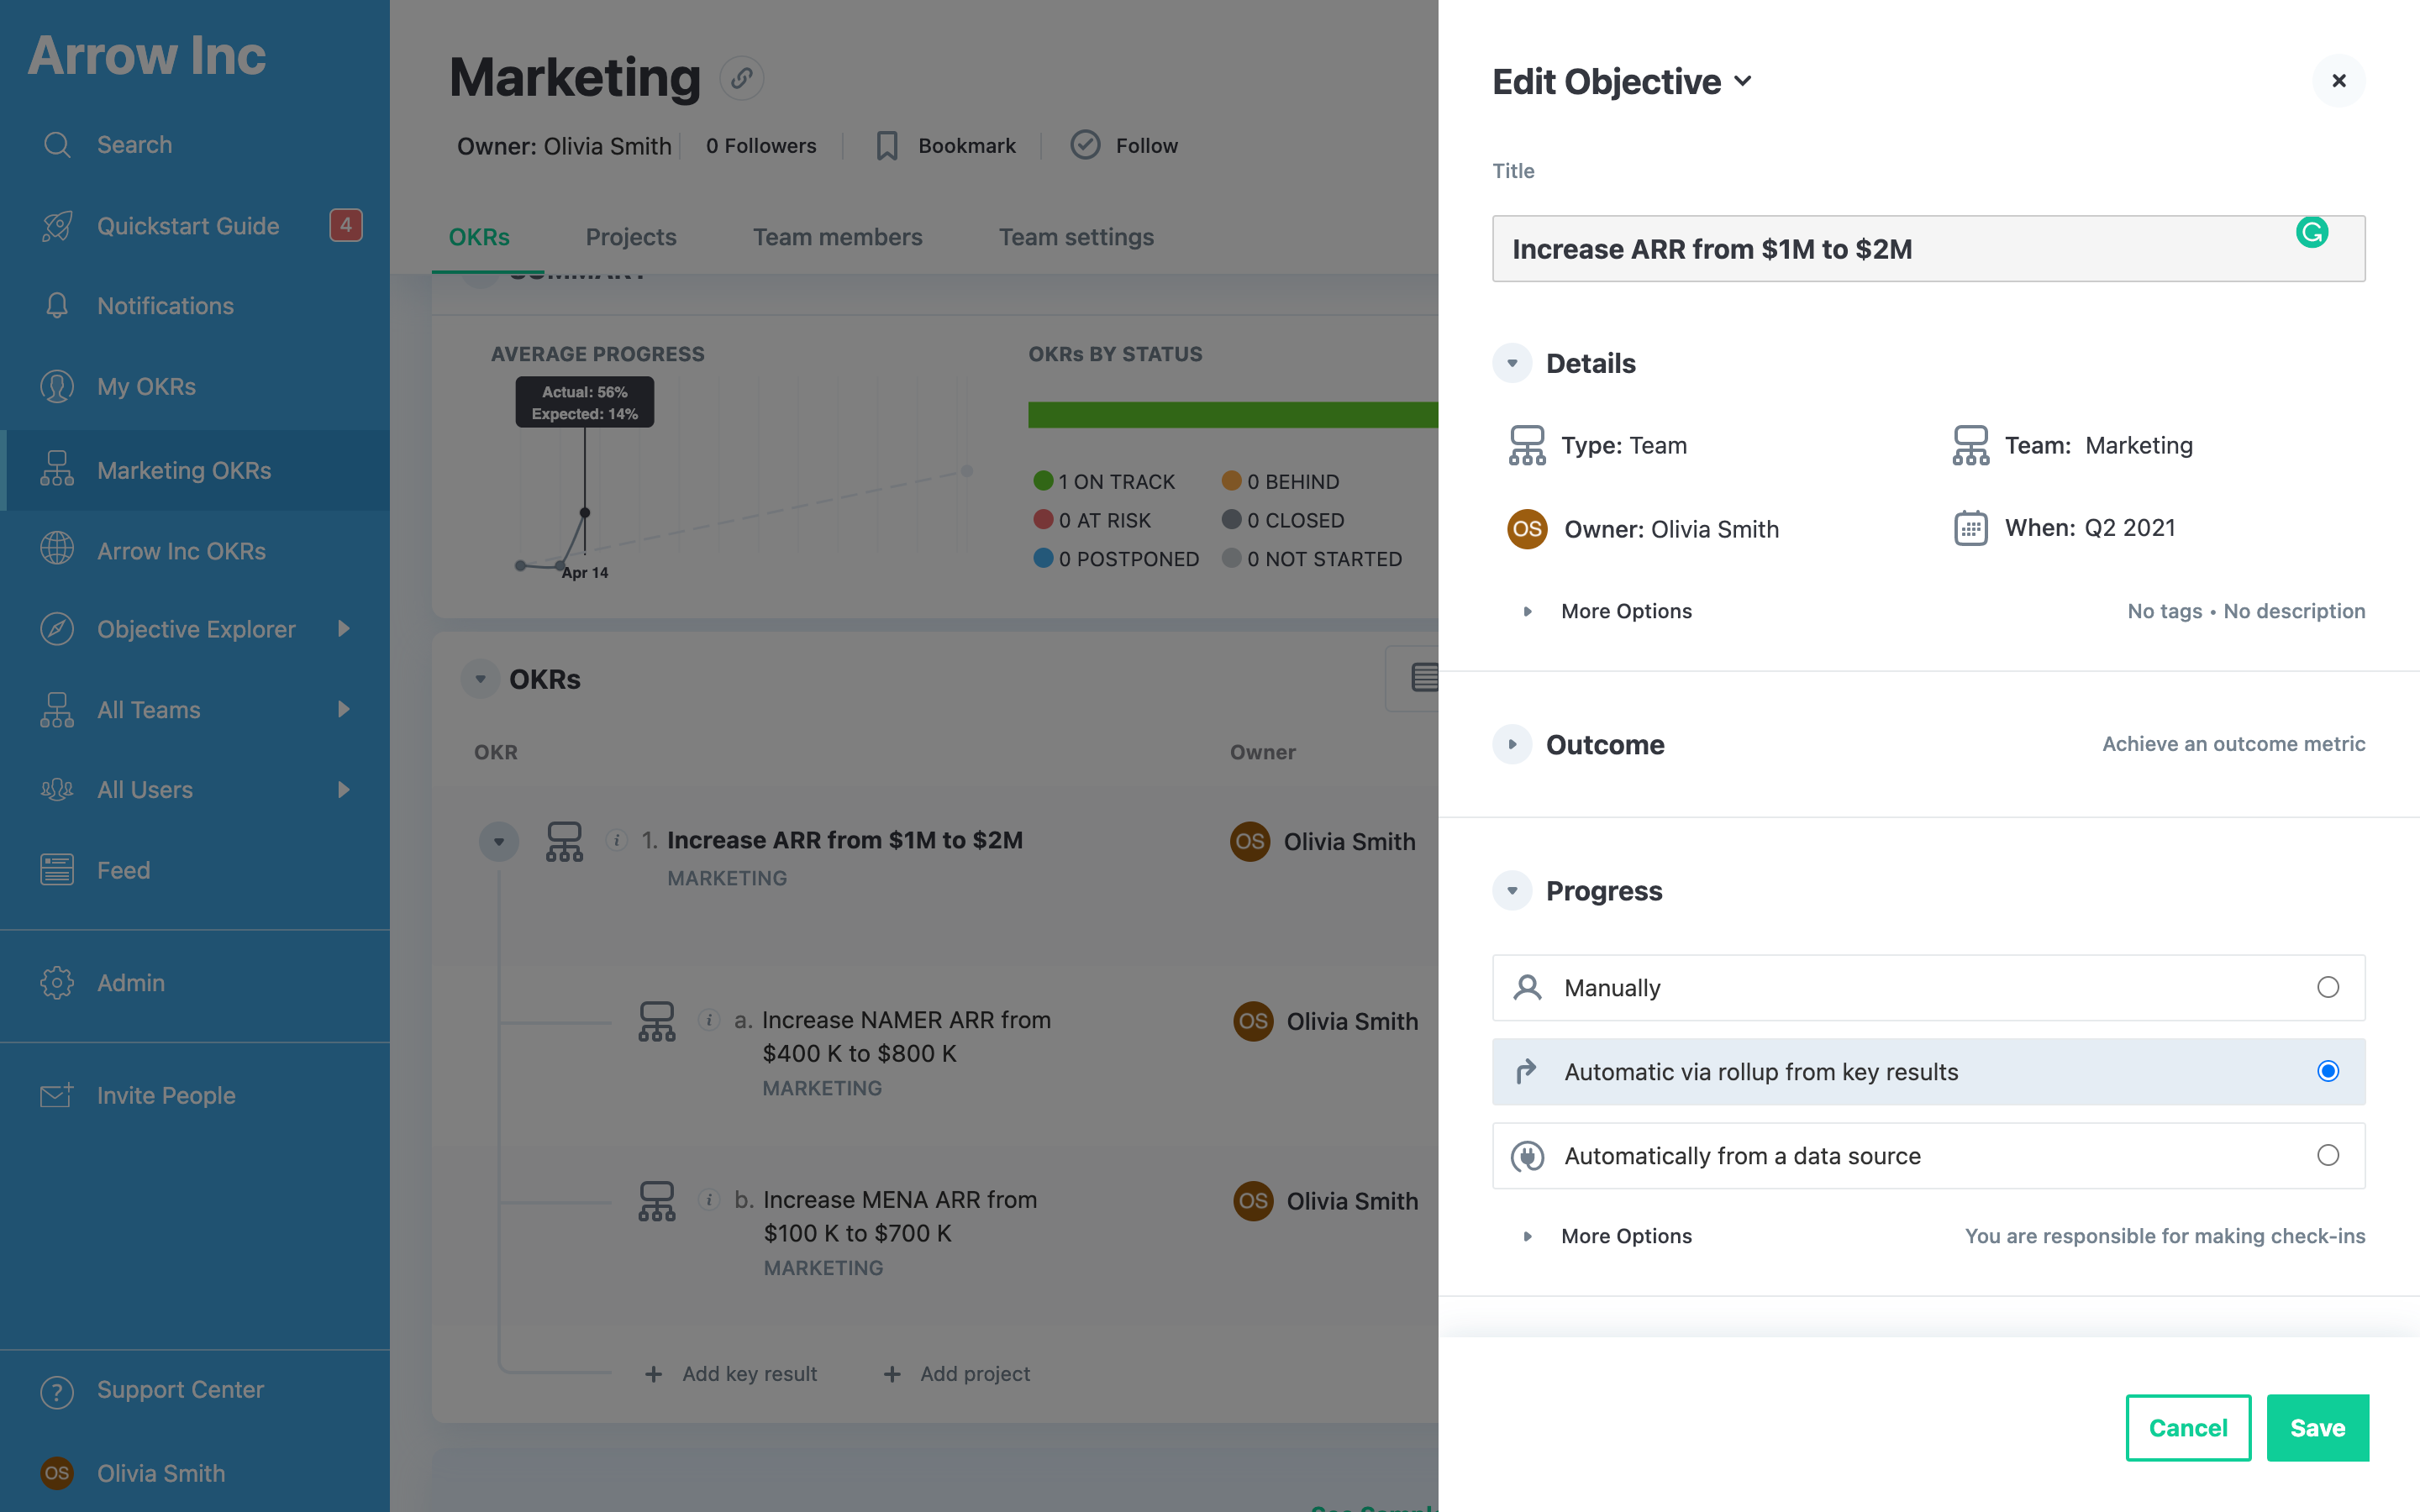 Arrow Inc
Search
Quickstart Guide 4
Notifications
My OKRs
Marketing OKRs
Arrow Inc OKRs
Objective Explorer
All Teams
All Users
Feed
Admin
Invite People
Support Center
OS Olivia Smith
Marketing
Owner: Olivia Smith 0 Followers Bookmark Follow
OKRs Projects Team members Team settings
SUMMARY
AVERAGE PROGRESS
Actual: 56%
Expected: 14%
Apr 14
OKRs BY STATUS
1 ON TRACK 0 BEHIND
0 AT RISK 0 CLOSED
0 POSTPONED 0 NOT STARTED
OKRs
OKR Owner
i 1. Increase ARR from $1M to $2M OS Olivia Smith
MARKETING
i a. Increase NAMER ARR from OS Olivia Smith
$400 K to $800 K
MARKETING
i b. Increase MENA ARR from OS Olivia Smith
$100 K to $700 K
MARKETING
+ Add key result + Add project
See
Edit Objective
Title
Increase ARR from $1M to $2M
Details
Type: Team Team: Marketing
OS Owner: Olivia Smith When: Q2 2021
More Options No tags • No description
Outcome Achieve an outcome metric
Progress
Manually
Automatic via rollup from key results
Automatically from a data source
More Options You are responsible for making check-ins
Cancel Save